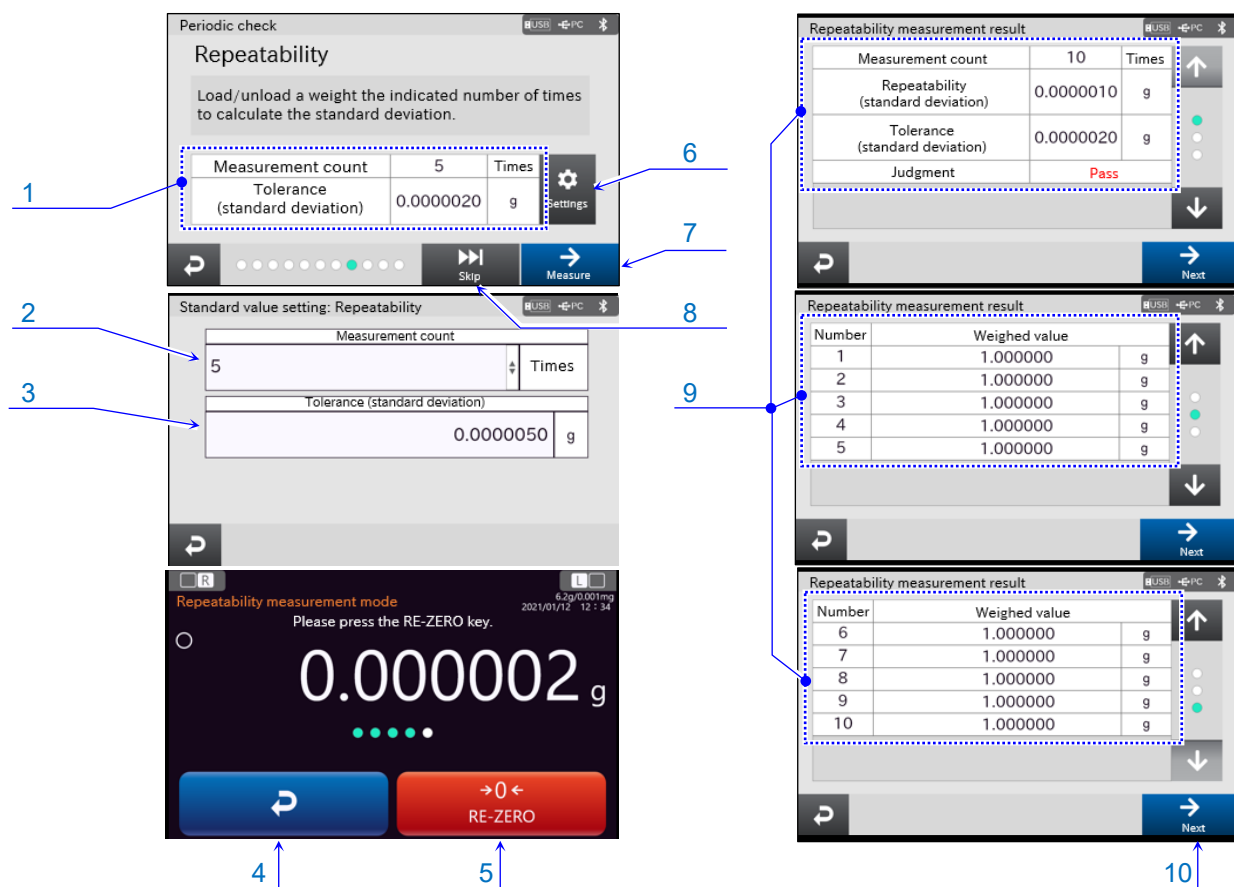 Periodic check
USB PC
Repeatability
Load/unload a weight the indicated number of times
to calculate the standard deviation.
Measurement count 5 Times
Tolerance
(standard deviation) 0.0000020 g
Settings
Skip
Measure
1
6
7
8
Standard value setting: Repeatability
USB PC
Measurement count
5 Times
Tolerance (standard deviation)
0.0000050 g
2
3
R
L
Repeatability measurement mode
6.2g/0.001mg
2021/01/12 12:34
Please press the RE-ZERO key.
0.000002 g
→0←
RE-ZERO
4
5
Repeatability measurement result
USB PC
Measurement count 10 Times
Repeatability
(standard deviation) 0.0000010 g
Tolerance
(standard deviation) 0.0000020 g
Judgment Pass
Next
9
Repeatability measurement result
USB PC
Number Weighed value
1 1.000000 g
2 1.000000 g
3 1.000000 g
4 1.000000 g
5 1.000000 g
Next
Repeatability measurement result
USB PC
Number Weighed value
6 1.000000 g
7 1.000000 g
8 1.000000 g
9 1.000000 g
10 1.000000 g
Next
10